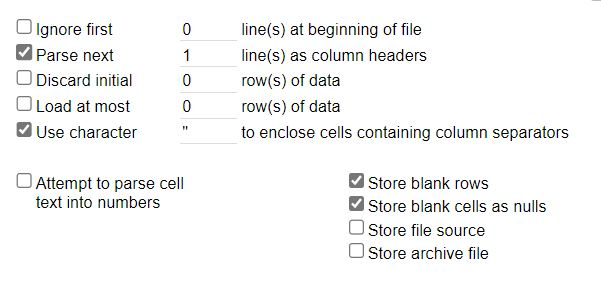 Ignore first 0 line(s) at beginning of file
Parse next 1 line(s) as column headers
Discard initial 0 row(s) of data
Load at most 0 row(s) of data
Use character " to enclose cells containing column separators
Attempt to parse cell
text into numbers
Store blank rows
Store blank cells as nulls
Store file source
Store archive file